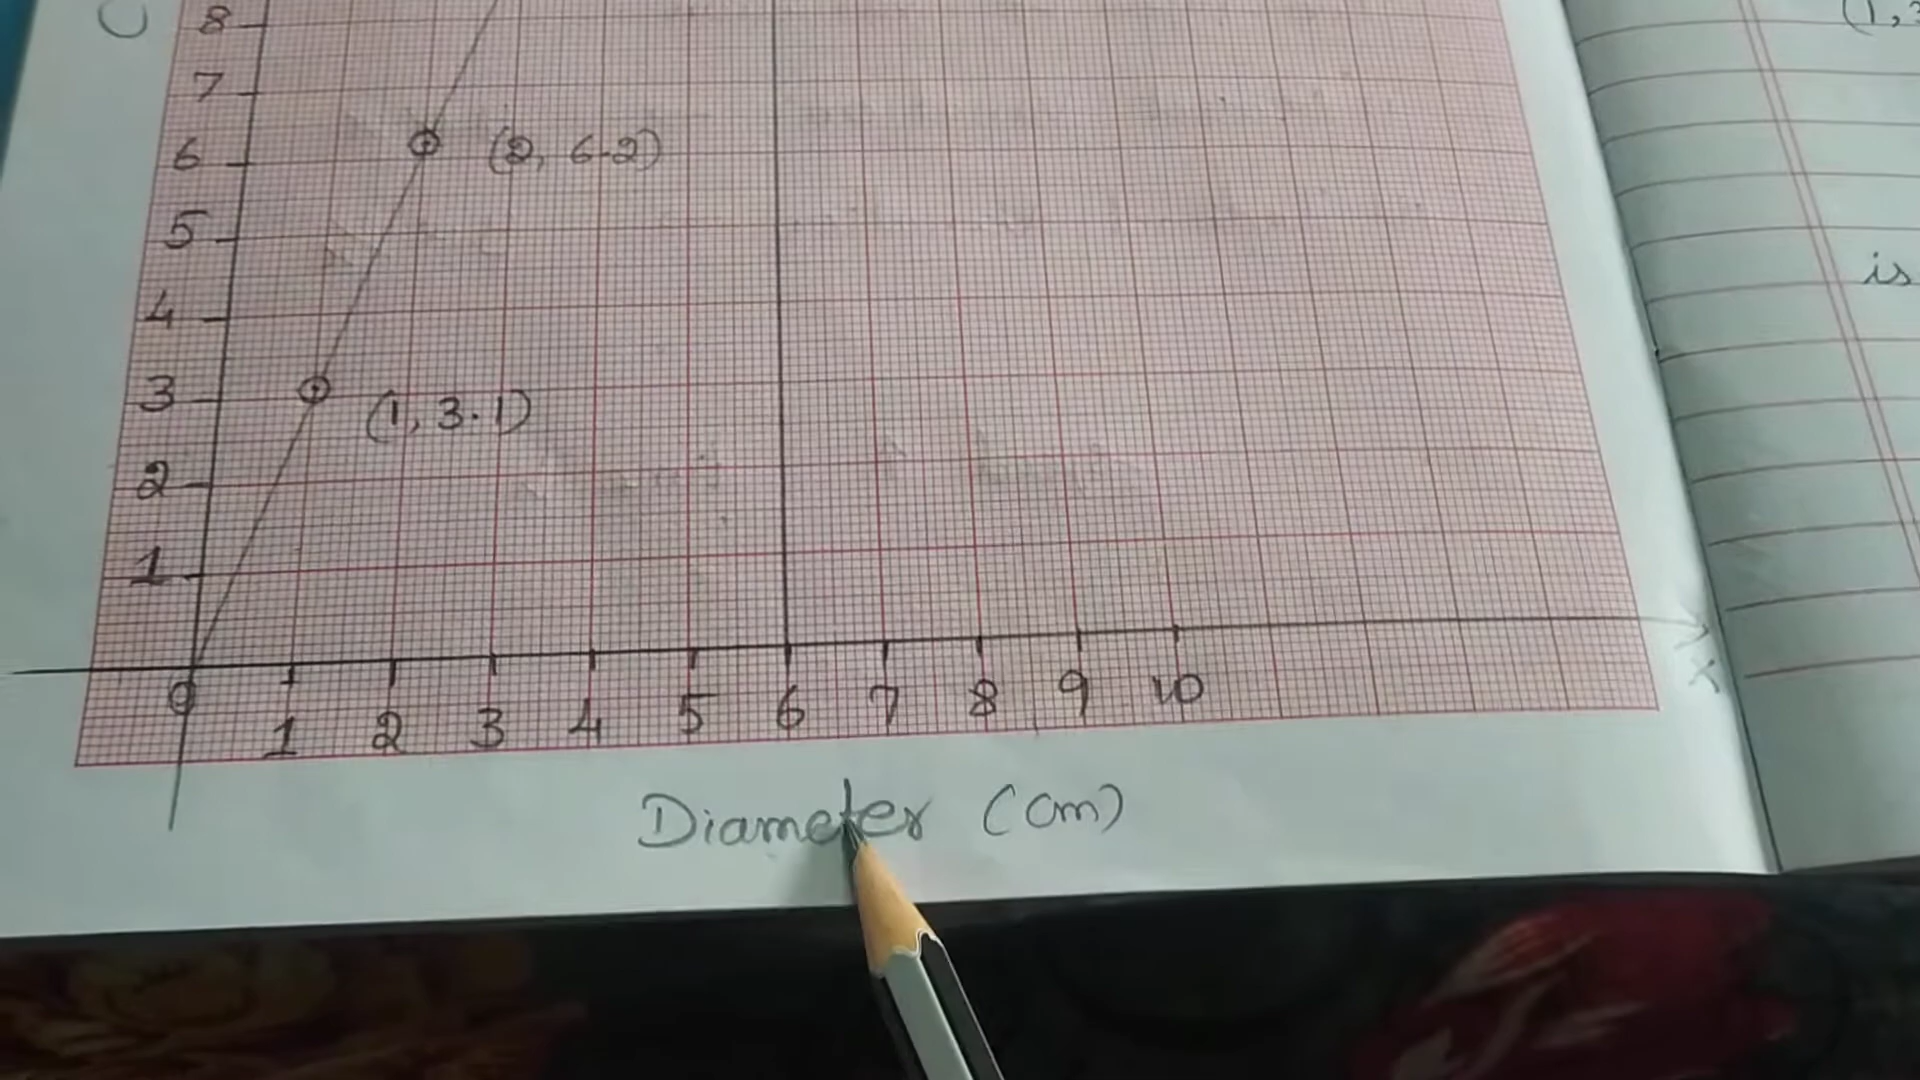 8
7
6 (2, 6.2)
5
4
3 (1, 3.1)
2
1
0 1 2 3 4 5 6 7 8 9 10
x
Diameter (cm)
is